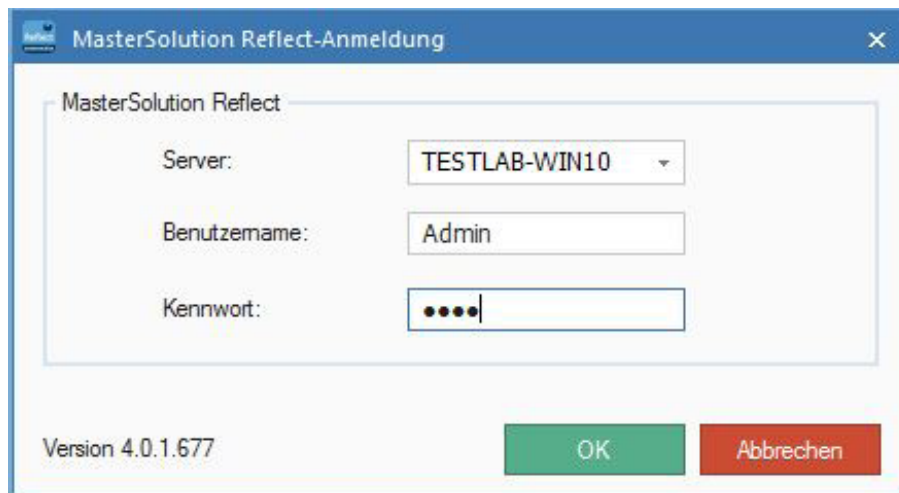 MasterSolution Reflect-Anmeldung
MasterSolution Reflect
Server:
TESTLAB-WIN10
Benutzername:
Admin
Kennwort:
Version 4.0.1.677
OK
Abbrechen